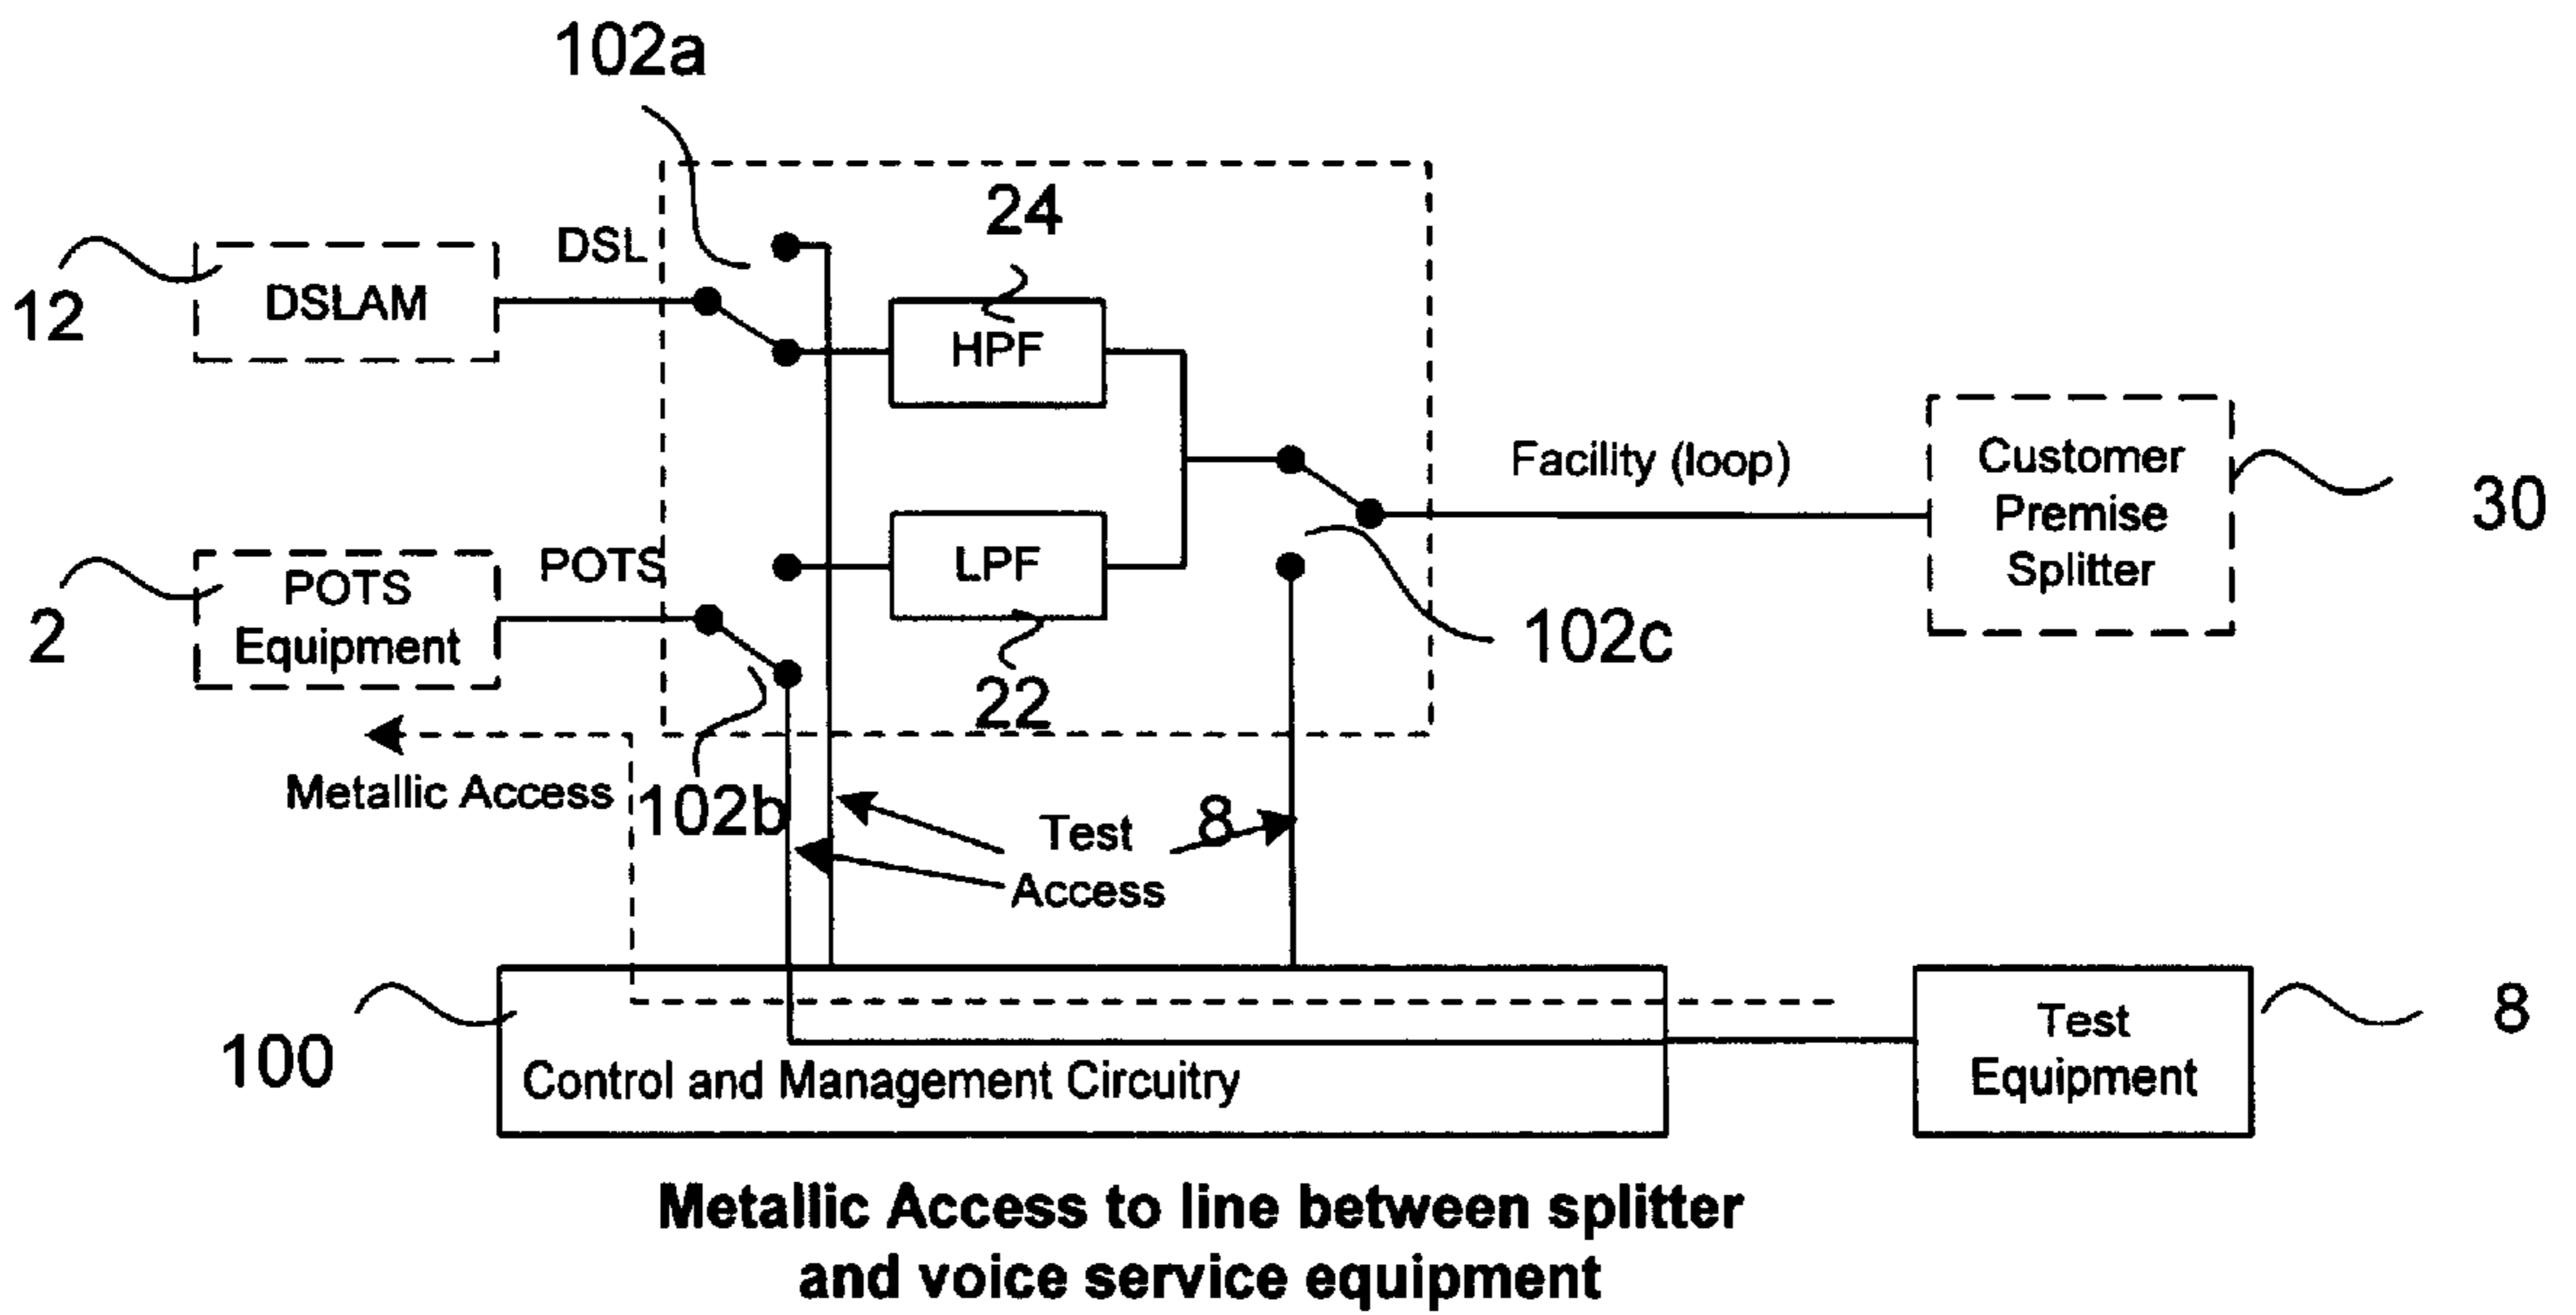 102a
24
DSL
12
DSLAM
HPF
Facility (loop)
Customer
Premise
Splitter
30
POTS
LPF
2
POTS
Equipment
102c
22
Metallic Access
102b
8
Test
Access
100
Control and Management Circuitry
Test
Equipment
8
Metallic Access to line between splitter
and voice service equipment